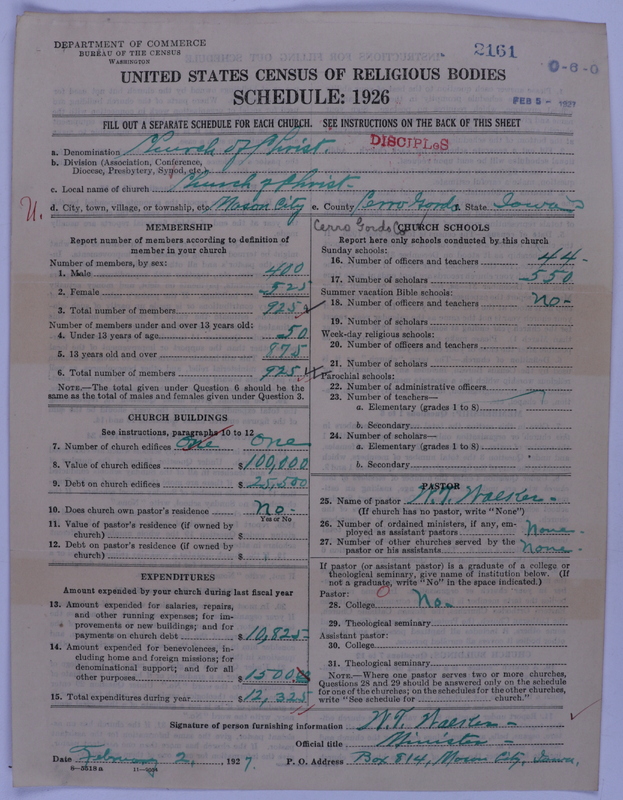 DEPARTMENT OF COMMERCE
BUREAU OF THE CENSUS
WASHINGTON
2161
0-6-0
UNITED STATES CENSUS OF RELIGIOUS BODIES
SCHEDULE: 1926
FEB 5 - 1927
FILL OUT A SEPARATE SCHEDULE FOR EACH CHURCH. SEE INSTRUCTIONS ON THE BACK OF THIS SHEET
a. Denomination Church of Christ. DISCIPLES
b. Division (Association, Conference,
Diocese, Presbytery, Synod, etc.)
c. Local name of church Church of Christ-
U. d. City, town, village, or township, etc. Mason City e. County Cerro Gordo f. State Iowa
Cerro Gordo Co
MEMBERSHIP
Report number of members according to definition of
member in your church
Number of members, by sex:
1. Male 400
2. Female 525
3. Total number of members 925
Number of members under and over 13 years old:
4. Under 13 years of age 50
5. 13 years old and over 875
6. Total number of members 925
NOTE.—The total given under Question 6 should be the
same as the total of males and females given under Question 3.
CHURCH BUILDINGS
See instructions, paragraphs 10 to 12
7. Number of church edifices One One
8. Value of church edifices $ 100,000
9. Debt on church edifices $ 25,500
10. Does church own pastor's residence No-
Yes or No
11. Value of pastor's residence (if owned by
church) $
12. Debt on pastor's residence (if owned by
church) $
EXPENDITURES
Amount expended by your church during last fiscal year
13. Amount expended for salaries, repairs,
and other running expenses; for im-
provements or new buildings; and for
payments on church debt $ 10,825-
14. Amount expended for benevolences, in-
cluding home and foreign missions; for
denominational support; and for all
other purposes $ 1500
15. Total expenditures during year $ 12,325
CHURCH SCHOOLS
Report here only schools conducted by this church
Sunday schools:
16. Number of officers and teachers 44-
17. Number of scholars 550
Summer vacation Bible schools:
18. Number of officers and teachers No-
19. Number of scholars
Week-day religious schools:
20. Number of officers and teachers
21. Number of scholars
Parochial schools:
22. Number of administrative officers
23. Number of teachers—
a. Elementary (grades 1 to 8)
b. Secondary
24. Number of scholars—
a. Elementary (grades 1 to 8)
b. Secondary
PASTOR
25. Name of pastor W.T. Walker-
(If church has no pastor, write "None")
26. Number of ordained ministers, if any, em-
ployed as assistant pastors None-
27. Number of other churches served by the
pastor or his assistants None-
If pastor (or assistant pastor) is a graduate of a college or
theological seminary, give name of institution below. (If
not a graduate, write "No" in the space indicated.)
Pastor: 0
28. College No-
29. Theological seminary
Assistant pastor:
30. College
31. Theological seminary
NOTE.—Where one pastor serves two or more churches,
Questions 28 and 29 should be answered only on the schedule
for one of the churches; on the schedules for the other churches,
write "See schedule for church."
Signature of person furnishing information W.T. Walker-
Official title Minister-
Date February 2, 1927. P. O. Address Box 814, Mason City, Iowa,
8—5518a 11—9054